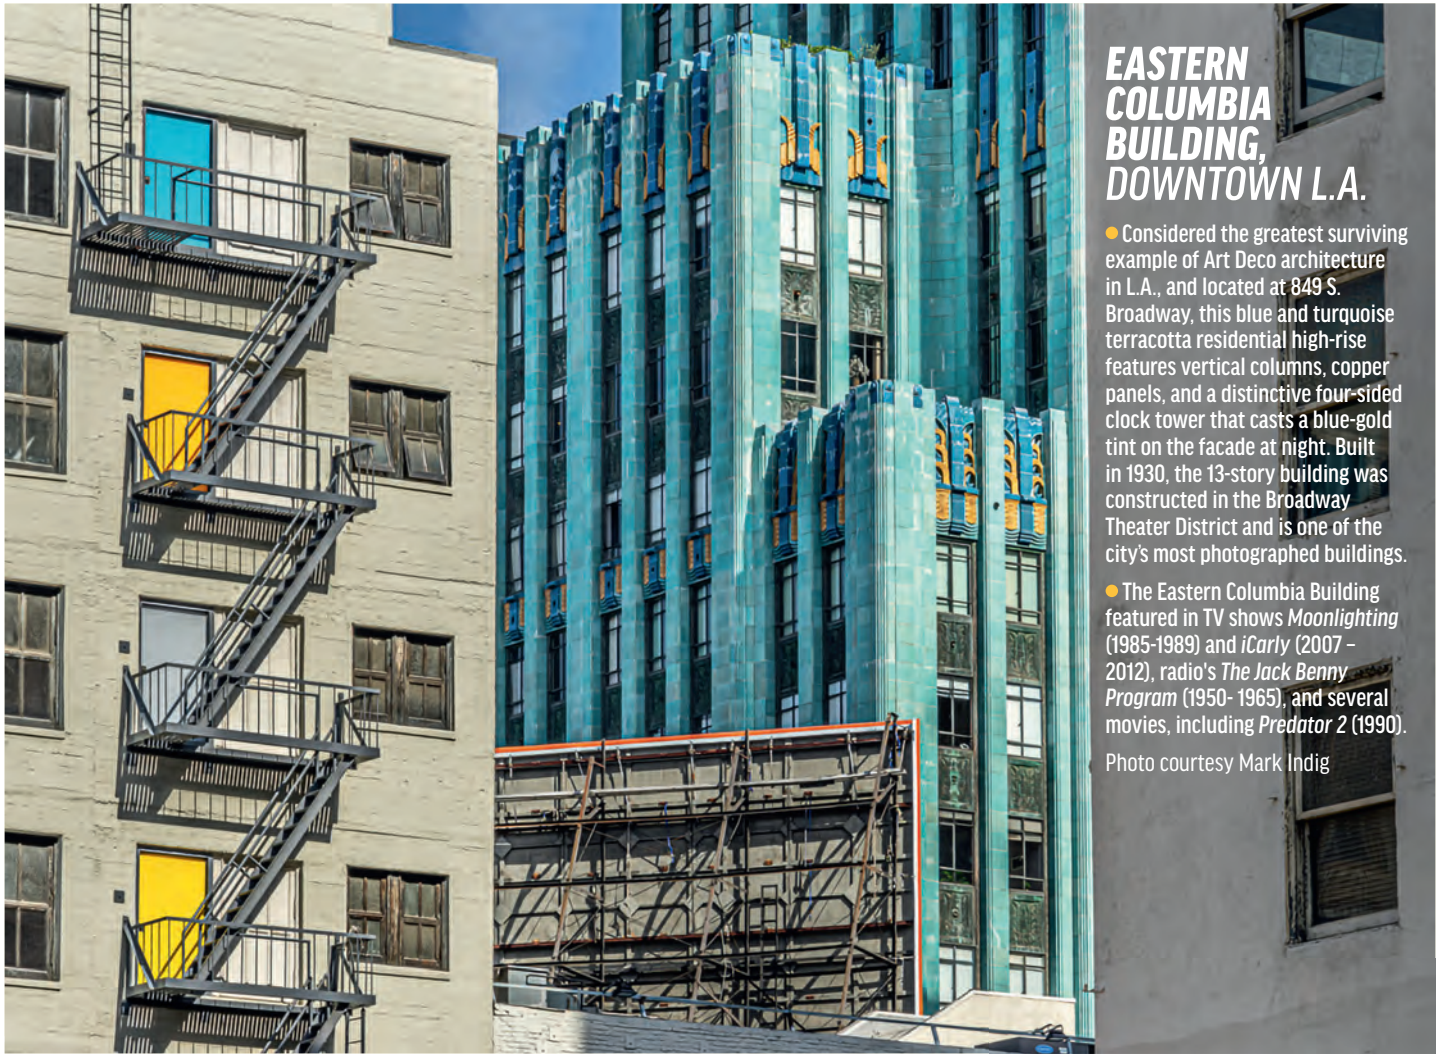 EASTERN
COLUMBIA
BUILDING,
DOWNTOWN L.A.
● Considered the greatest surviving
example of Art Deco architecture
in L.A., and located at 849 S.
Broadway, this blue and turquoise
terracotta residential high-rise
features vertical columns, copper
panels, and a distinctive four-sided
clock tower that casts a blue-gold
tint on the facade at night. Built
in 1930, the 13-story building was
constructed in the Broadway
Theater District and is one of the
city's most photographed buildings.
● The Eastern Columbia Building
featured in TV shows Moonlighting
(1985-1989) and iCarly (2007 –
2012), radio's The Jack Benny
Program (1950- 1965), and several
movies, including Predator 2 (1990).
Photo courtesy Mark Indig